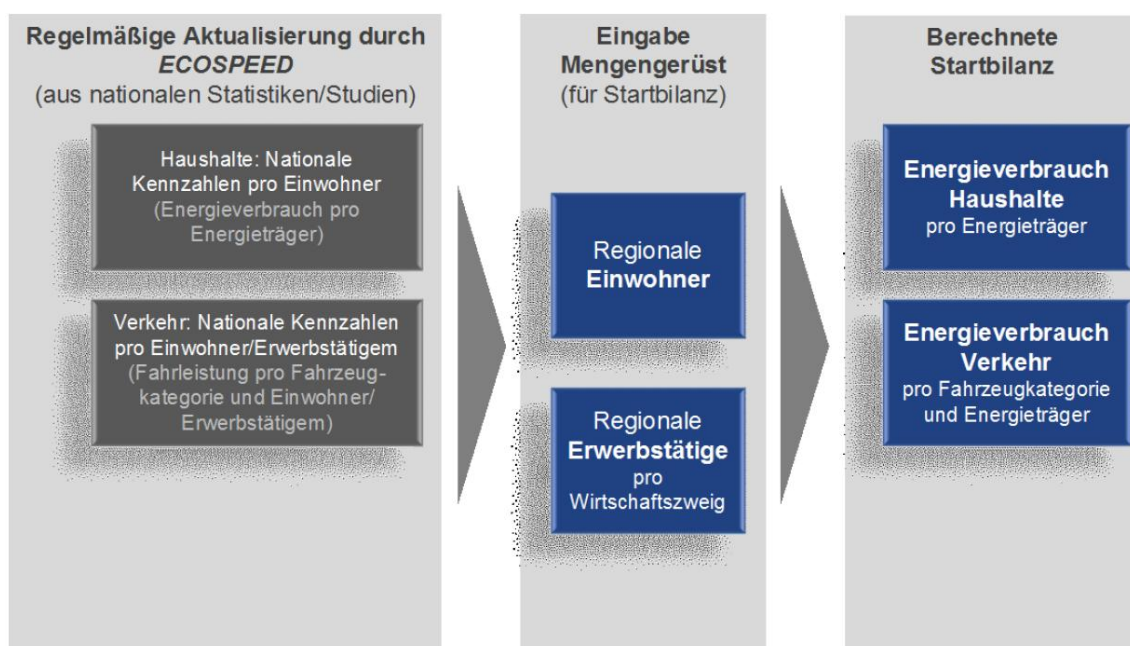 Regelmäßige Aktualisierung durch
ECOSPEED
(aus nationalen Statistiken/Studien)
Haushalte: Nationale
Kennzahlen pro Einwohner
(Energieverbrauch pro
Energieträger)
Verkehr: Nationale Kennzahlen
pro Einwohner/Erwerbstätigem
(Fahrleistung pro Fahrzeug-
kategorie und Einwohner/
Erwerbstätigem)
Eingabe
Mengengerüst
(für Startbilanz)
Regionale
Einwohner
Regionale
Erwerbstätige
pro
Wirtschaftszweig
Berechnete
Startbilanz
Energieverbrauch
Haushalte
pro Energieträger
Energieverbrauch
Verkehr
pro Fahrzeugkategorie
und Energieträger